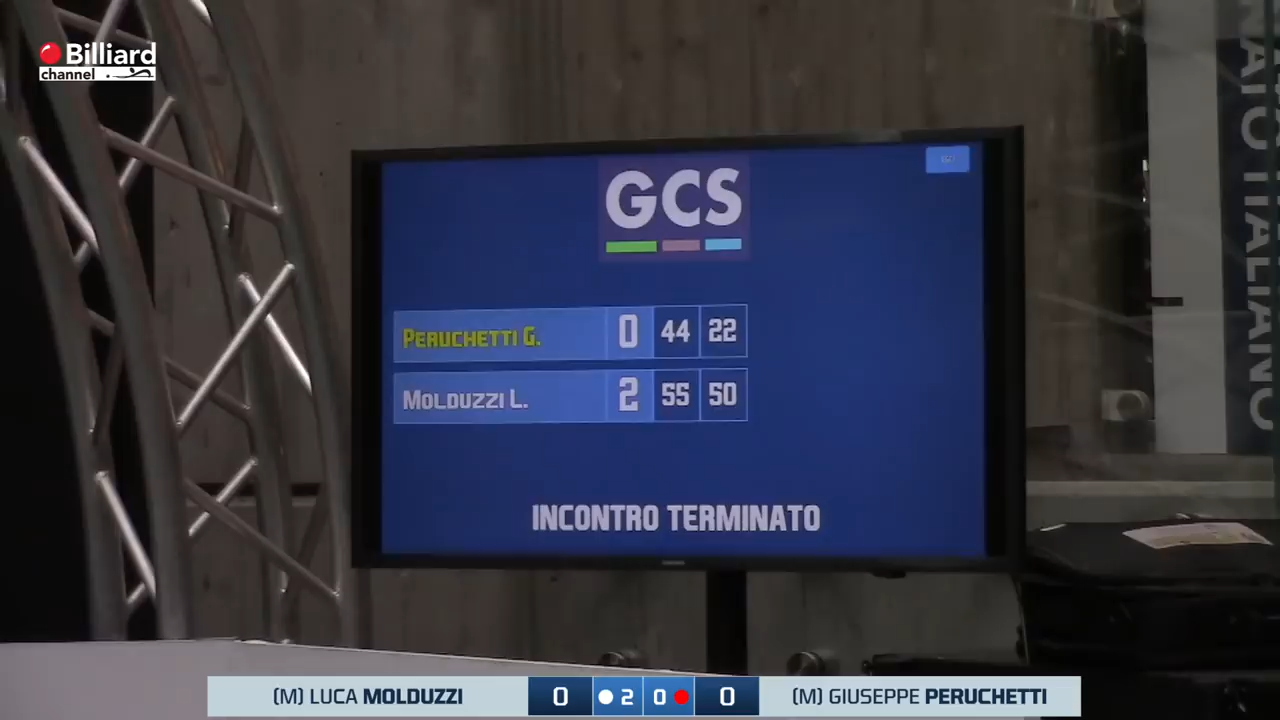 Billiard
channel
GCS
PERUCHETTI G. 0 44 22
MOLDUZZI L. 2 55 50
INCONTRO TERMINATO
ITALIANO
(M) LUCA MOLDUZZI 0 2 0 0 (M) GIUSEPPE PERUCHETTI